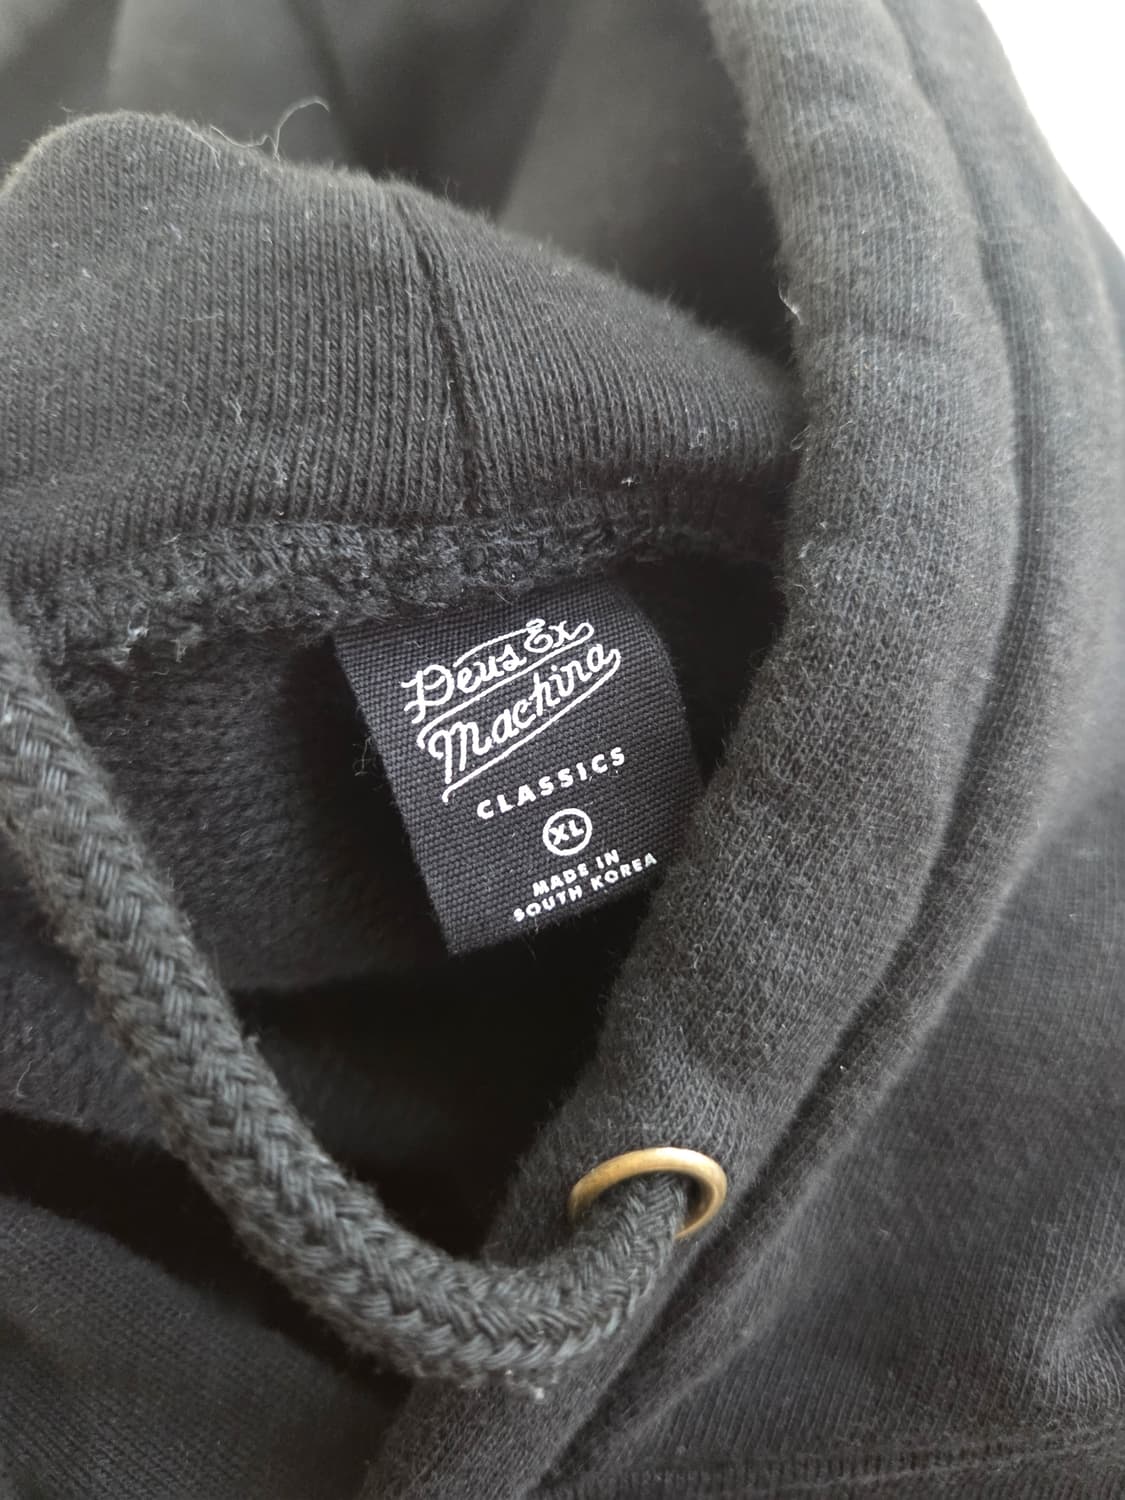 Deus Ex
Machina
CLASSICS
XL
MADE IN
SOUTH KOREA